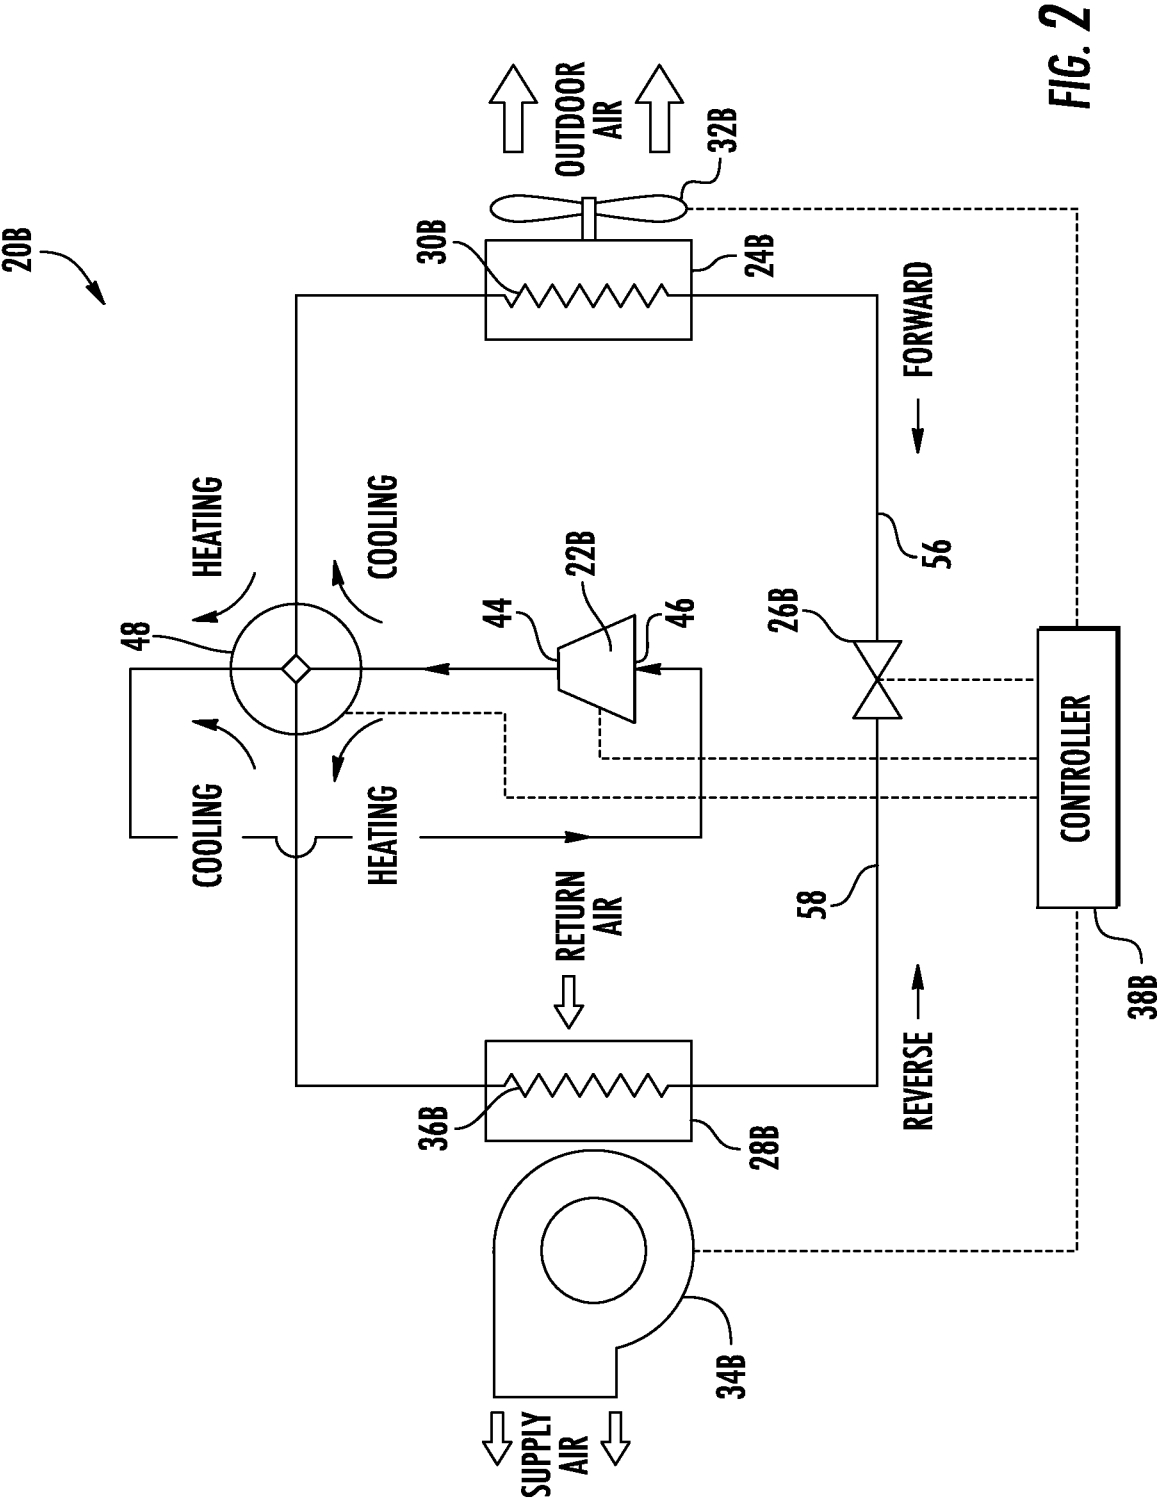 20B
HEATING
COOLING
48
COOLING
HEATING
44
22B
46
30B
24B
OUTDOOR
AIR
32B
FORWARD
56
26B
58
REVERSE
RETURN
AIR
36B
28B
34B
SUPPLY
AIR
CONTROLLER
38B
FIG. 2